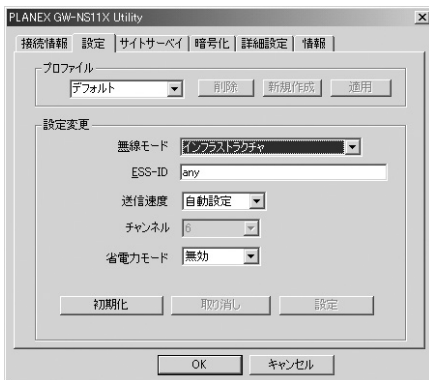 PLANEX GW-NS11X Utility
接続情報 設定 サイトサーベイ 暗号化 詳細設定 情報
プロファイル
デフォルト 削除 新規作成 適用
設定変更
無線モード インフラストラクチャ
ESS-ID any
送信速度 自動設定
チャンネル 6
省電力モード 無効
初期化 取り消し 設定
OK キャンセル